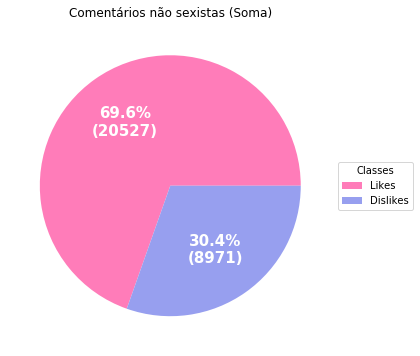 Comentários não sexistas (Soma)
69.6%
(20527)
30.4%
(8971)
Classes
Likes
Dislikes